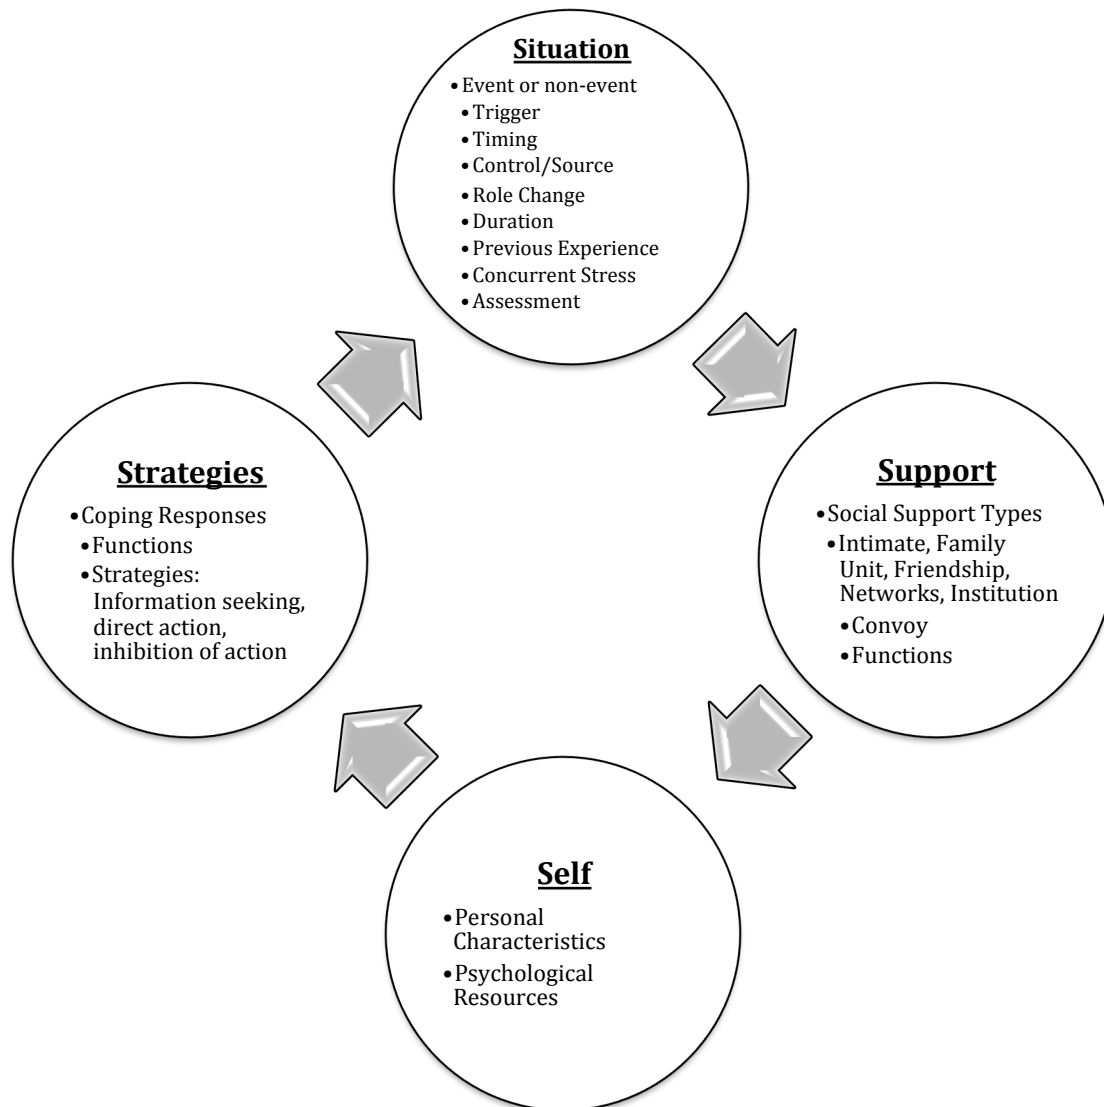 Situation
•Event or non-event
•Trigger
•Timing
•Control/Source
•Role Change
•Duration
•Previous Experience
•Concurrent Stress
•Assessment
Support
•Social Support Types
•Intimate, Family
Unit, Friendship,
Networks, Institution
•Convoy
•Functions
Self
•Personal
Characteristics
•Psychological
Resources
Strategies
•Coping Responses
•Functions
•Strategies:
Information seeking,
direct action,
inhibition of action